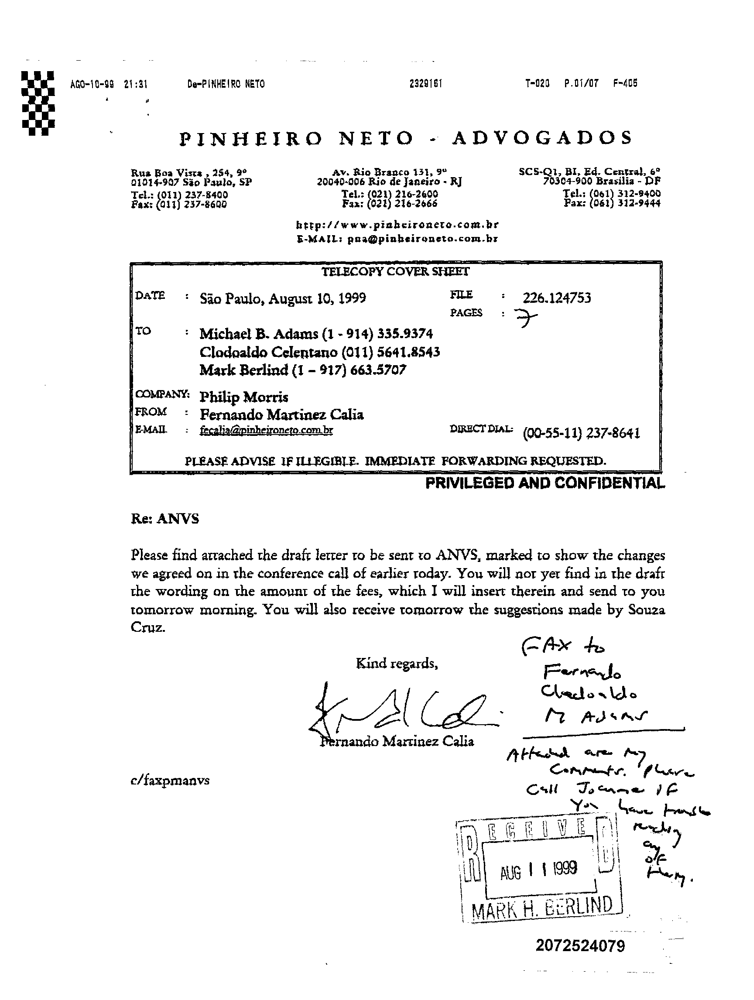 AGO-10-99 21:31 De-PINHEIRO NETO 2329161 T-020 P.01/07 F-405
PINHEIRO NETO - ADVOGADOS
Rua Boa Vista , 254, 9º
01014-907 São Paulo, SP
Tel.: (011) 237-8400
Fax: (011) 237-8600
Av. Rio Branco 131, 9º
20040-006 Rio de Janeiro - RJ
Tel.: (021) 216-2600
Fax: (021) 216-2666
SCS-Q1, BI, Ed. Central, 6º
70304-900 Brasília - DF
Tel.: (061) 312-9400
Fax: (061) 312-9444
http://www.pinheironeto.com.br
E-MAIL: pna@pinheironeto.com.br
TELECOPY COVER SHEET
DATE : São Paulo, August 10, 1999
FILE : 226.124753
PAGES : 7
TO : Michael B. Adams (1 - 914) 335.9374
Clodoaldo Celentano (011) 5641.8543
Mark Berlind (1 – 917) 663.5707
COMPANY: Philip Morris
FROM : Fernando Martinez Calia
E-MAIL : fecalia@pinheironeto.com.br
DIRECT DIAL: (00-55-11) 237-8641
PLEASE ADVISE IF ILLEGIBLE. IMMEDIATE FORWARDING REQUESTED.
PRIVILEGED AND CONFIDENTIAL
Re: ANVS
Please find attached the draft letter to be sent to ANVS, marked to show the changes
we agreed on in the conference call of earlier today. You will not yet find in the draft
the wording on the amount of the fees, which I will insert therein and send to you
tomorrow morning. You will also receive tomorrow the suggestions made by Souza
Cruz.
Kind regards,
Fernando Martinez Calia
c/faxpmanvs
FAX to
Fernando
Clodoaldo
M Adams
Attached are my
Comments. Please
Call Joanne if
You have trouble
reading
any
of
them.
RECEIVED
AUG 11 1999
MARK H. BERLIND
2072524079